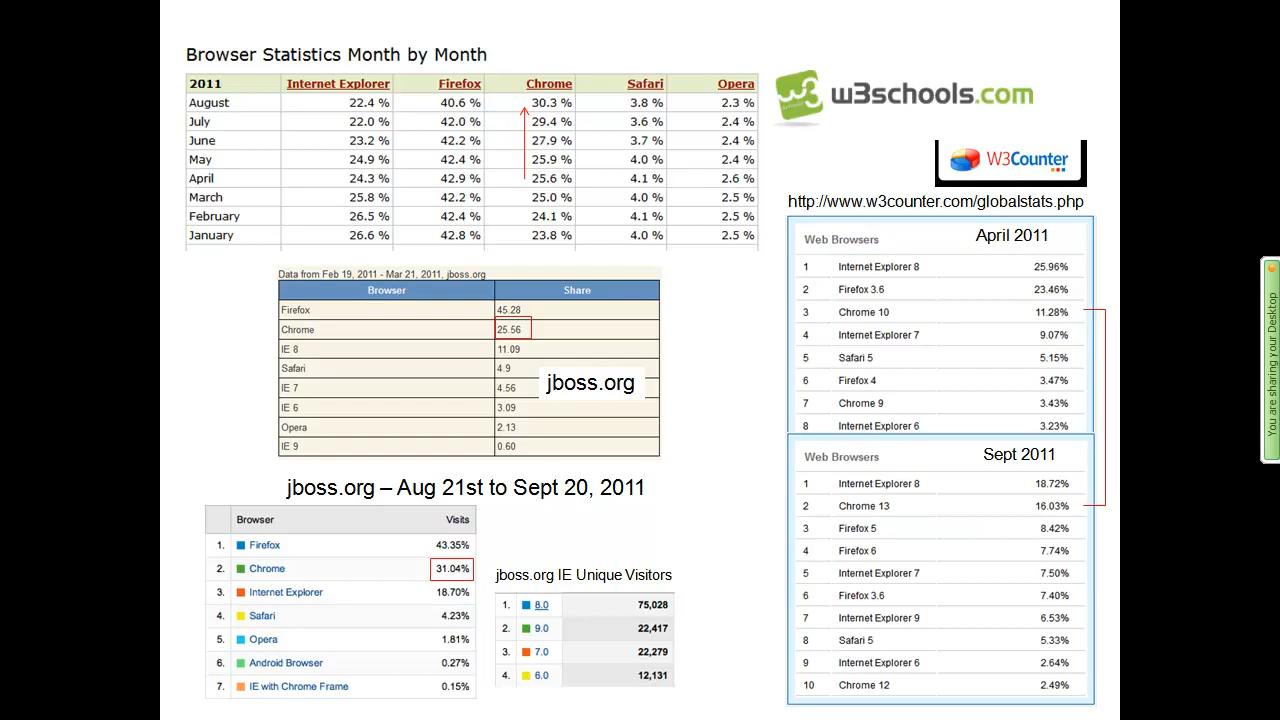 Browser Statistics Month by Month
2011 Internet Explorer Firefox Chrome Safari Opera
August 22.4 % 40.6 % 30.3 % 3.8 % 2.3 %
July 22.0 % 42.0 % 29.4 % 3.6 % 2.4 %
June 23.2 % 42.2 % 27.9 % 3.7 % 2.4 %
May 24.9 % 42.4 % 25.9 % 4.0 % 2.4 %
April 24.3 % 42.9 % 25.6 % 4.1 % 2.6 %
March 25.8 % 42.2 % 25.0 % 4.0 % 2.5 %
February 26.5 % 42.4 % 24.1 % 4.1 % 2.5 %
January 26.6 % 42.8 % 23.8 % 4.0 % 2.5 %
w3 w3schools.com
W3Counter
http://www.w3counter.com/globalstats.php
Web Browsers April 2011
1 Internet Explorer 8 25.96%
2 Firefox 3.6 23.46%
3 Chrome 10 11.28%
4 Internet Explorer 7 9.07%
5 Safari 5 5.15%
6 Firefox 4 3.47%
7 Chrome 9 3.43%
8 Internet Explorer 6 3.23%
Web Browsers Sept 2011
1 Internet Explorer 8 18.72%
2 Chrome 13 16.03%
3 Firefox 5 8.42%
4 Firefox 6 7.74%
5 Internet Explorer 7 7.50%
6 Firefox 3.6 7.40%
7 Internet Explorer 9 6.53%
8 Safari 5 5.33%
9 Internet Explorer 6 2.64%
10 Chrome 12 2.49%
Data from Feb 19, 2011 - Mar 21, 2011, jboss.org
Browser Share
Firefox 45.28
Chrome 25.56
IE 8 11.09
Safari 4.9
IE 7 4.56
IE 6 3.09
Opera 2.13
IE 9 0.60
jboss.org
jboss.org – Aug 21st to Sept 20, 2011
Browser Visits
1. Firefox 43.35%
2. Chrome 31.04%
3. Internet Explorer 18.70%
4. Safari 4.23%
5. Opera 1.81%
6. Android Browser 0.27%
7. IE with Chrome Frame 0.15%
jboss.org IE Unique Visitors
1. 8.0 75,028
2. 9.0 22,417
3. 7.0 22,279
4. 6.0 12,131
You are sharing your Desktop